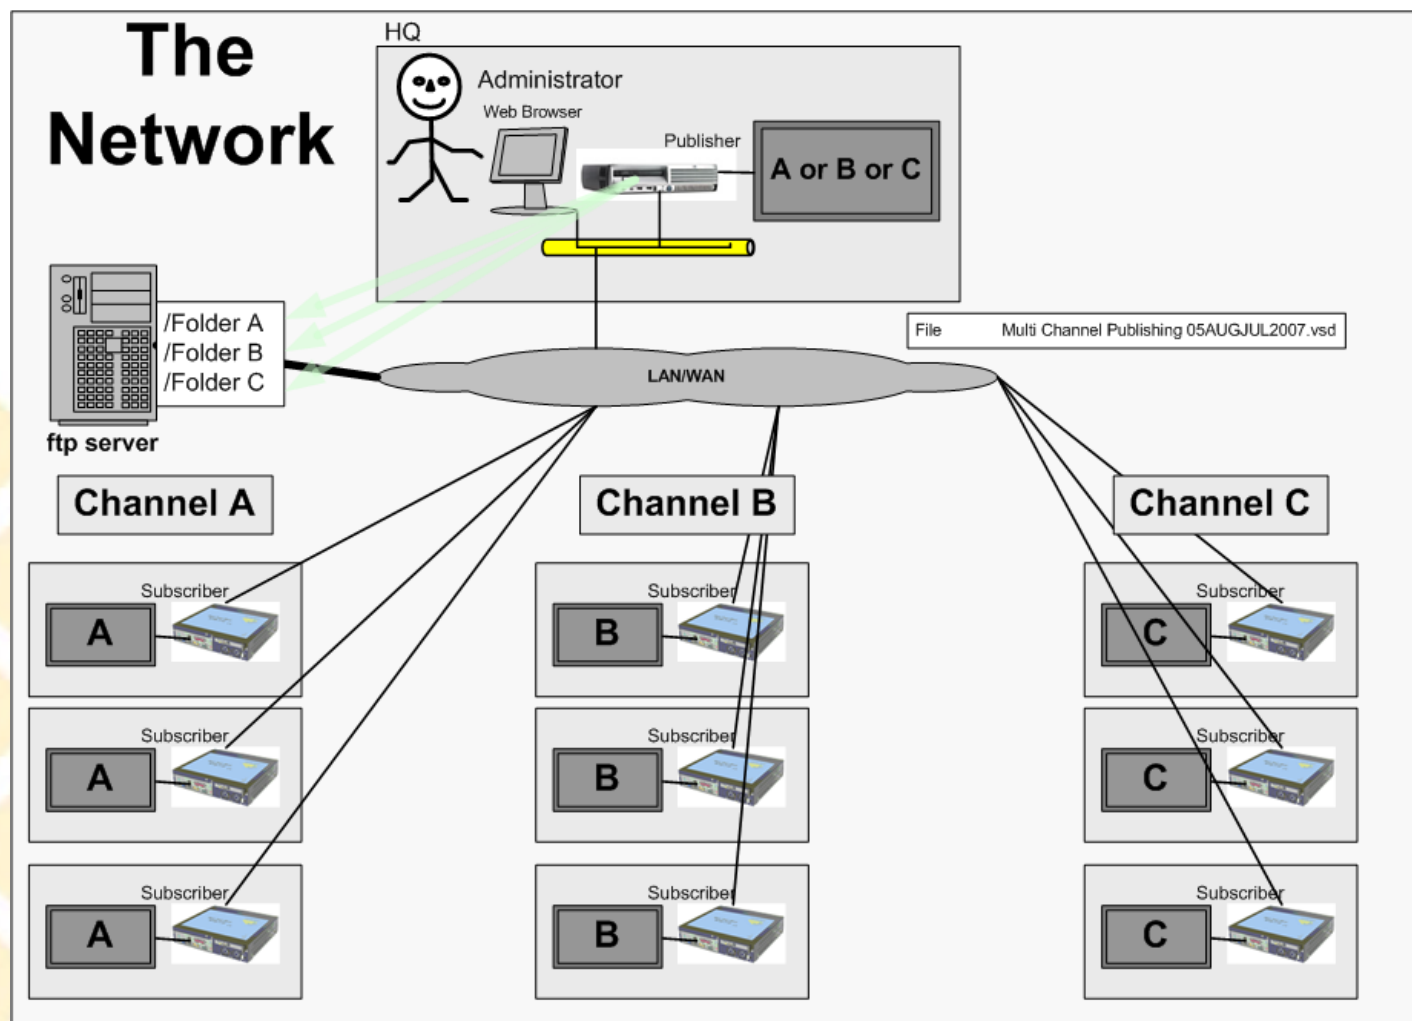 The
Network
HQ
Administrator
Web Browser
Publisher
A or B or C
/Folder A
/Folder B
/Folder C
ftp server
File Multi Channel Publishing 05AUGJUL2007.vsd
LAN/WAN
Channel A
Channel B
Channel C
Subscriber
A
Subscriber
B
Subscriber
C
Subscriber
A
Subscriber
B
Subscriber
C
Subscriber
A
Subscriber
B
Subscriber
C